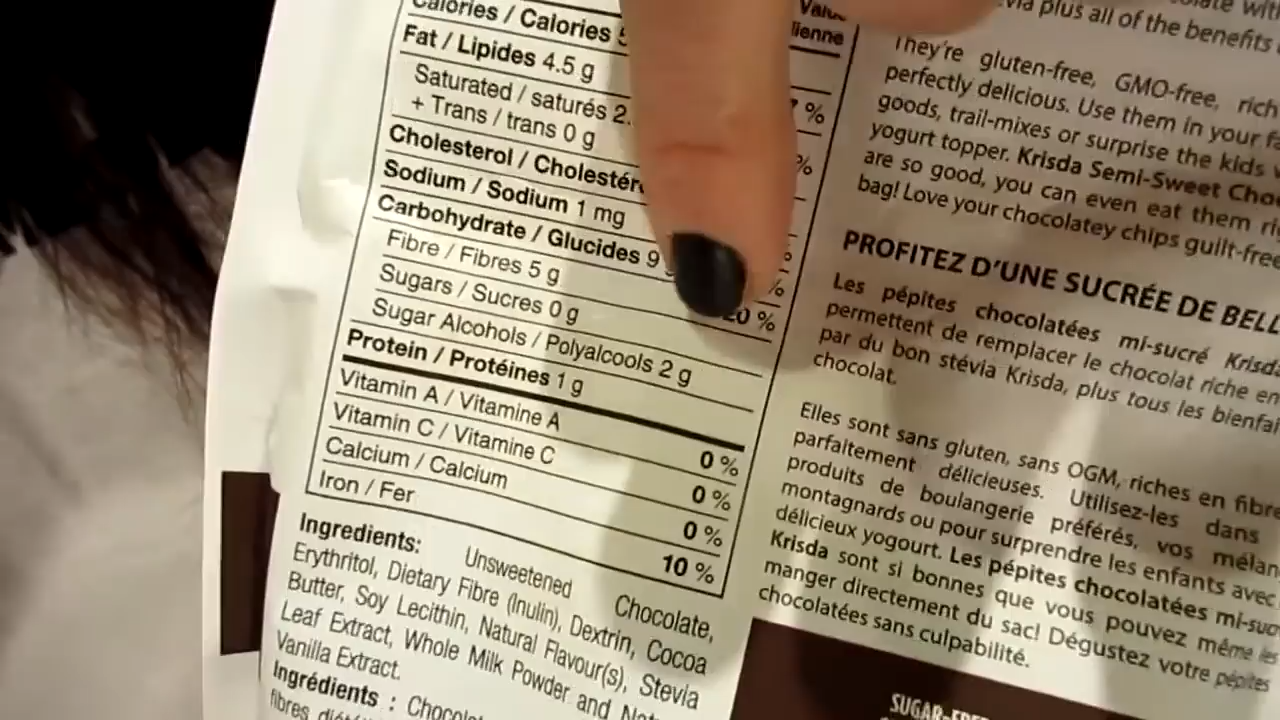 Calories / Calories
Value
lienne
Fat / Lipides 4.5 g
%
Saturated / saturés 2.
+ Trans / trans 0 g
%
Cholesterol / Cholestér
Sodium / Sodium 1 mg
Carbohydrate / Glucides 9
%
Fibre / Fibres 5 g
20 %
Sugars / Sucres 0 g
Sugar Alcohols / Polyalcools 2 g
Protein / Protéines 1 g
Vitamin A / Vitamine A 0 %
Vitamin C / Vitamine C 0 %
Calcium / Calcium 0 %
Iron / Fer 10 %
Ingredients: Unsweetened Chocolate,
Erythritol, Dietary Fibre (Inulin), Dextrin, Cocoa
Butter, Soy Lecithin, Natural Flavour(s), Stevia
Leaf Extract, Whole Milk Powder and Nat
Vanilla Extract.
Ingrédients : Chocolat
fibres
plus all of the benefits
They're gluten-free, GMO-free, rich
perfectly delicious. Use them in your fa
goods, trail-mixes or surprise the kids
yogurt topper. Krisda Semi-Sweet Cho
are so good, you can even eat them rig
bag! Love your chocolatey chips guilt-free
PROFITEZ D'UNE SUCRÉE DE BELL
Les pépites chocolatées mi-sucré Krisda
permettent de remplacer le chocolat riche en
par du bon stévia Krisda, plus tous les bienfai
chocolat.
Elles sont sans gluten, sans OGM, riches en fibre
parfaitement délicieuses. Utilisez-les dans
produits de boulangerie préférés, vos mélan
montagnards ou pour surprendre les enfants avec
délicieux yogourt. Les pépites chocolatées mi-suc
Krisda sont si bonnes que vous pouvez même les
manger directement du sac! Dégustez votre pépites
chocolatées sans culpabilité.
SUGAR-FREE